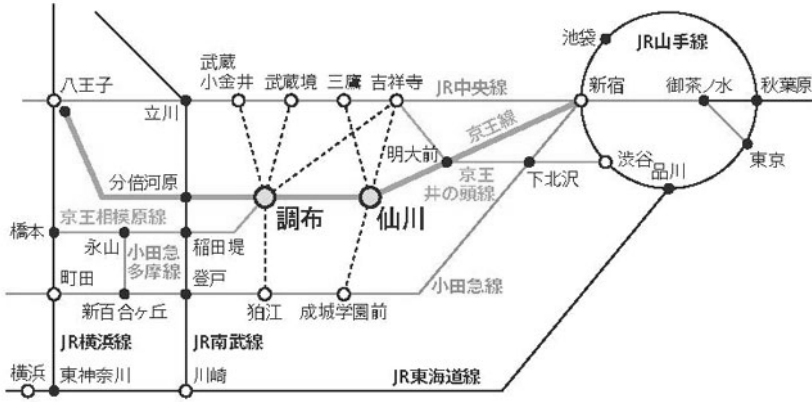 池袋
JR山手線
武蔵
小金井
武蔵境
三鷹
吉祥寺
八王子
立川
JR中央線
新宿
御茶ノ水
秋葉原
京王線
明大前
京王
井の頭線
下北沢
渋谷
品川
東京
分倍河原
調布
仙川
京王相模原線
橋本
永山
小田急
多摩線
稲田堤
町田
登戸
新百合ヶ丘
狛江
成城学園前
小田急線
JR横浜線
JR南武線
横浜
東神奈川
川崎
JR東海道線